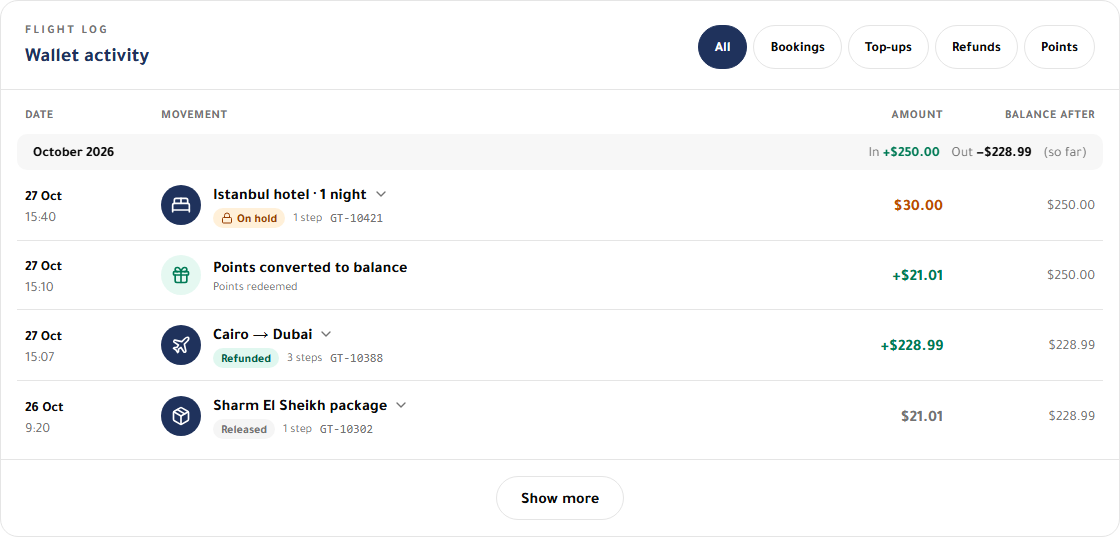 FLIGHT LOG
Wallet activity
All Bookings Top-ups Refunds Points
DATE MOVEMENT AMOUNT BALANCE AFTER
October 2026 In +$250.00 Out −$228.99 (so far)
27 Oct Istanbul hotel · 1 night $30.00 $250.00
15:40 On hold 1 step GT-10421
27 Oct Points converted to balance +$21.01 $250.00
15:10 Points redeemed
27 Oct Cairo → Dubai +$228.99 $228.99
15:07 Refunded 3 steps GT-10388
26 Oct Sharm El Sheikh package $21.01 $228.99
9:20 Released 1 step GT-10302
Show more